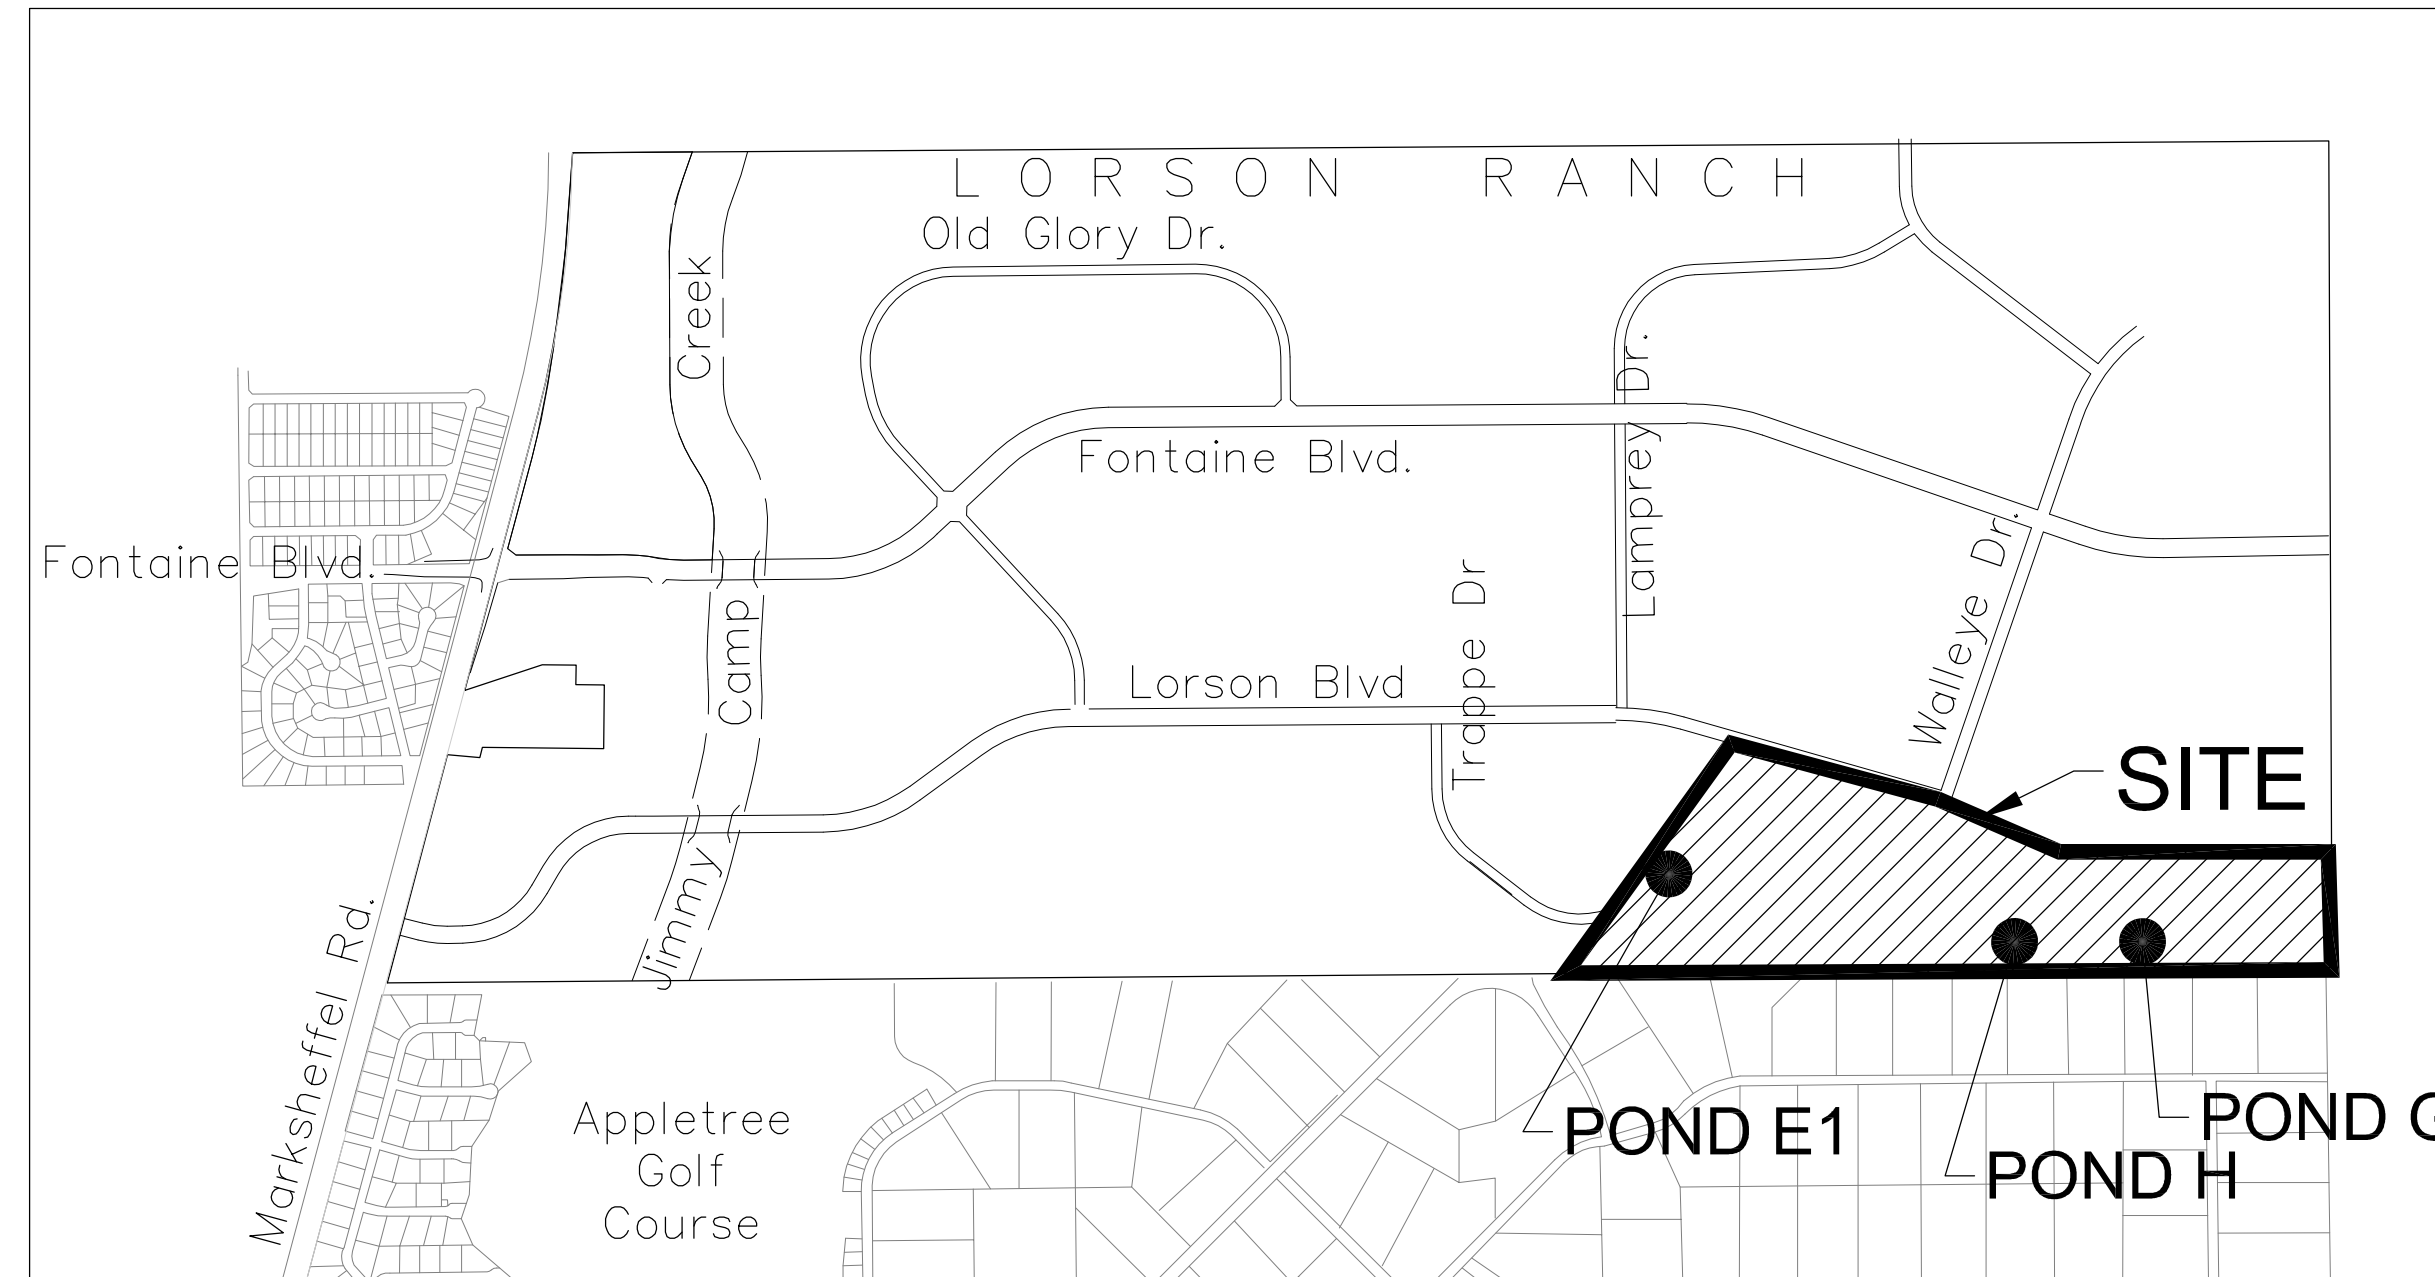 LORSON RANCH
Old Glory Dr.
Creek
Lamprey Dr.
Fontaine Blvd.
Fontaine Blvd.
Walleye Dr.
Trappe Dr
Camp
Lorson Blvd
SITE
Jimmy
Marksheffel Rd.
Appletree
Golf
Course
POND E1
POND G
POND H